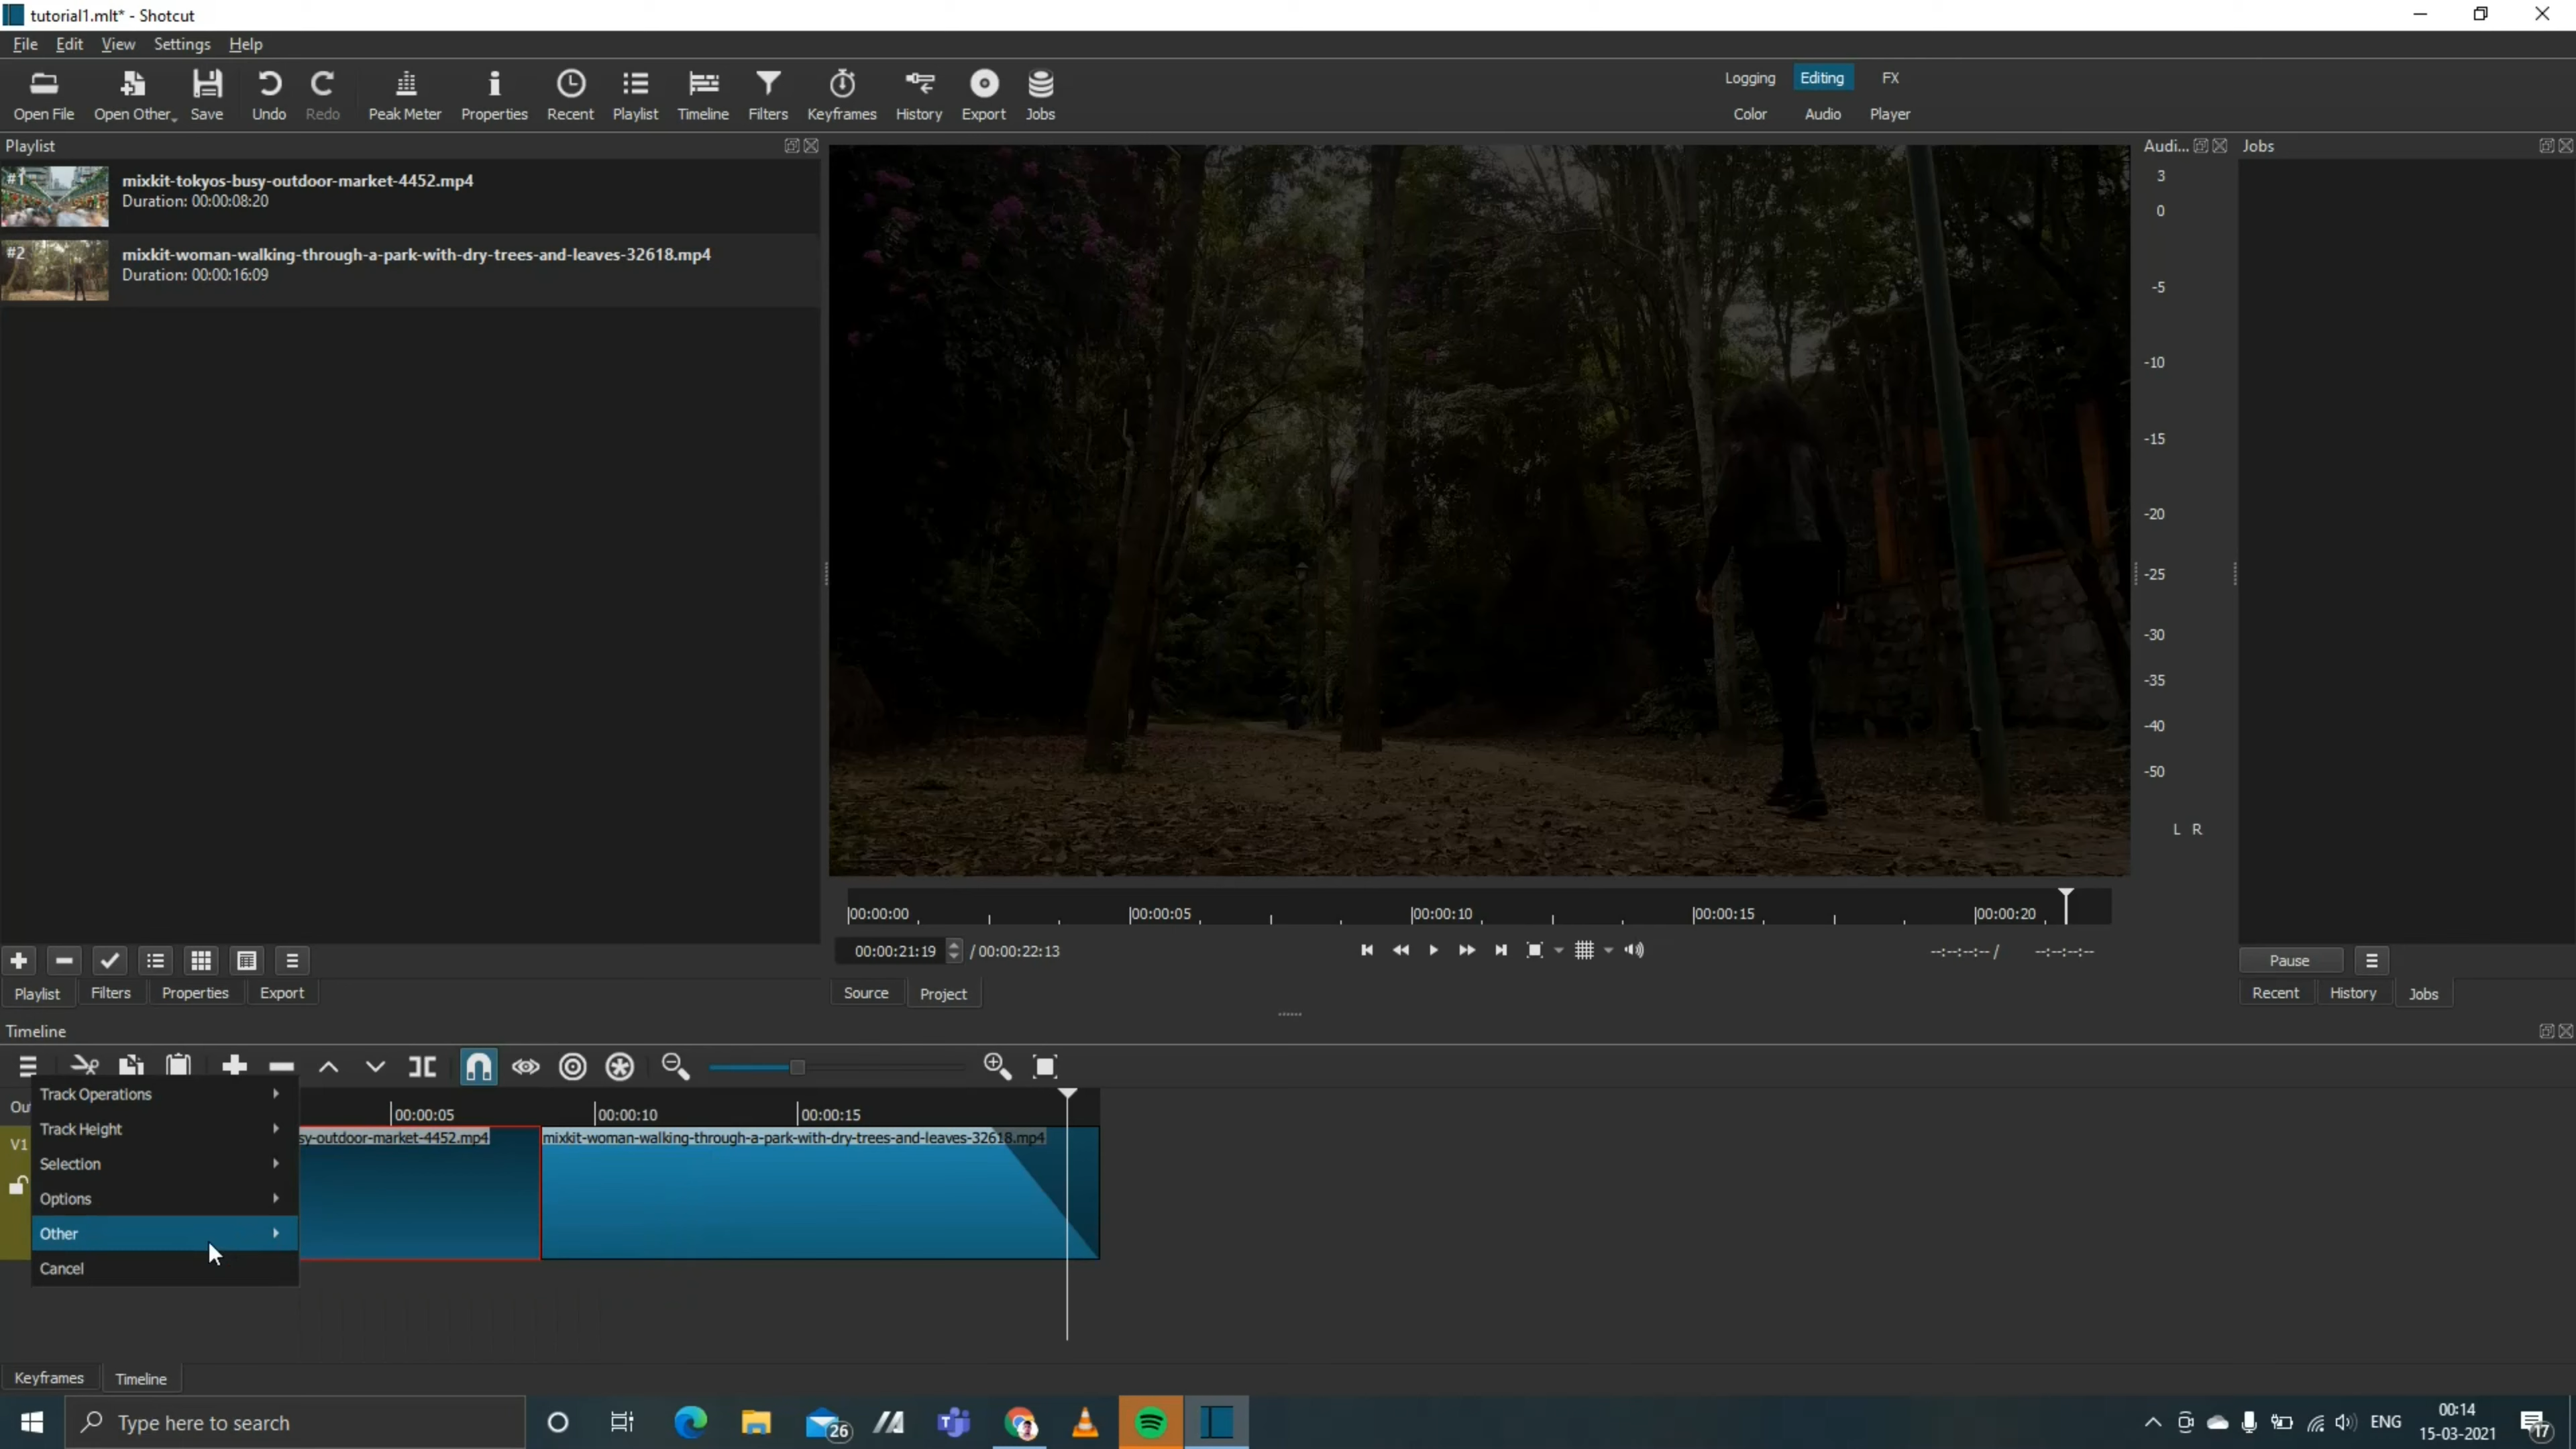 tutorial1.mlt* - Shotcut
File Edit View Settings Help
Open File Open Other Save Undo Redo Peak Meter Properties Recent Playlist Timeline Filters Keyframes History Export Jobs
Logging Editing FX
Color Audio Player
Playlist
#1 mixkit-tokyos-busy-outdoor-market-4452.mp4
Duration: 00:00:08:20
#2 mixkit-woman-walking-through-a-park-with-dry-trees-and-leaves-32618.mp4
Duration: 00:00:16:09
Audi...
3
0
-5
-10
-15
-20
-25
-30
-35
-40
-50
L R
Jobs
00:00:00 00:00:05 00:00:10 00:00:15 00:00:20
00:00:21:19 / 00:00:22:13
--:--:--:-- / --:--:--:--
Pause
Playlist Filters Properties Export
Source Project
Recent History Jobs
Timeline
Track Operations
Track Height
Selection
Options
Other
Cancel
Ou
V1
00:00:05 00:00:10 00:00:15
sy-outdoor-market-4452.mp4 mixkit-woman-walking-through-a-park-with-dry-trees-and-leaves-32618.mp4
Keyframes Timeline
Type here to search
26
ENG
00:14
15-03-2021
17